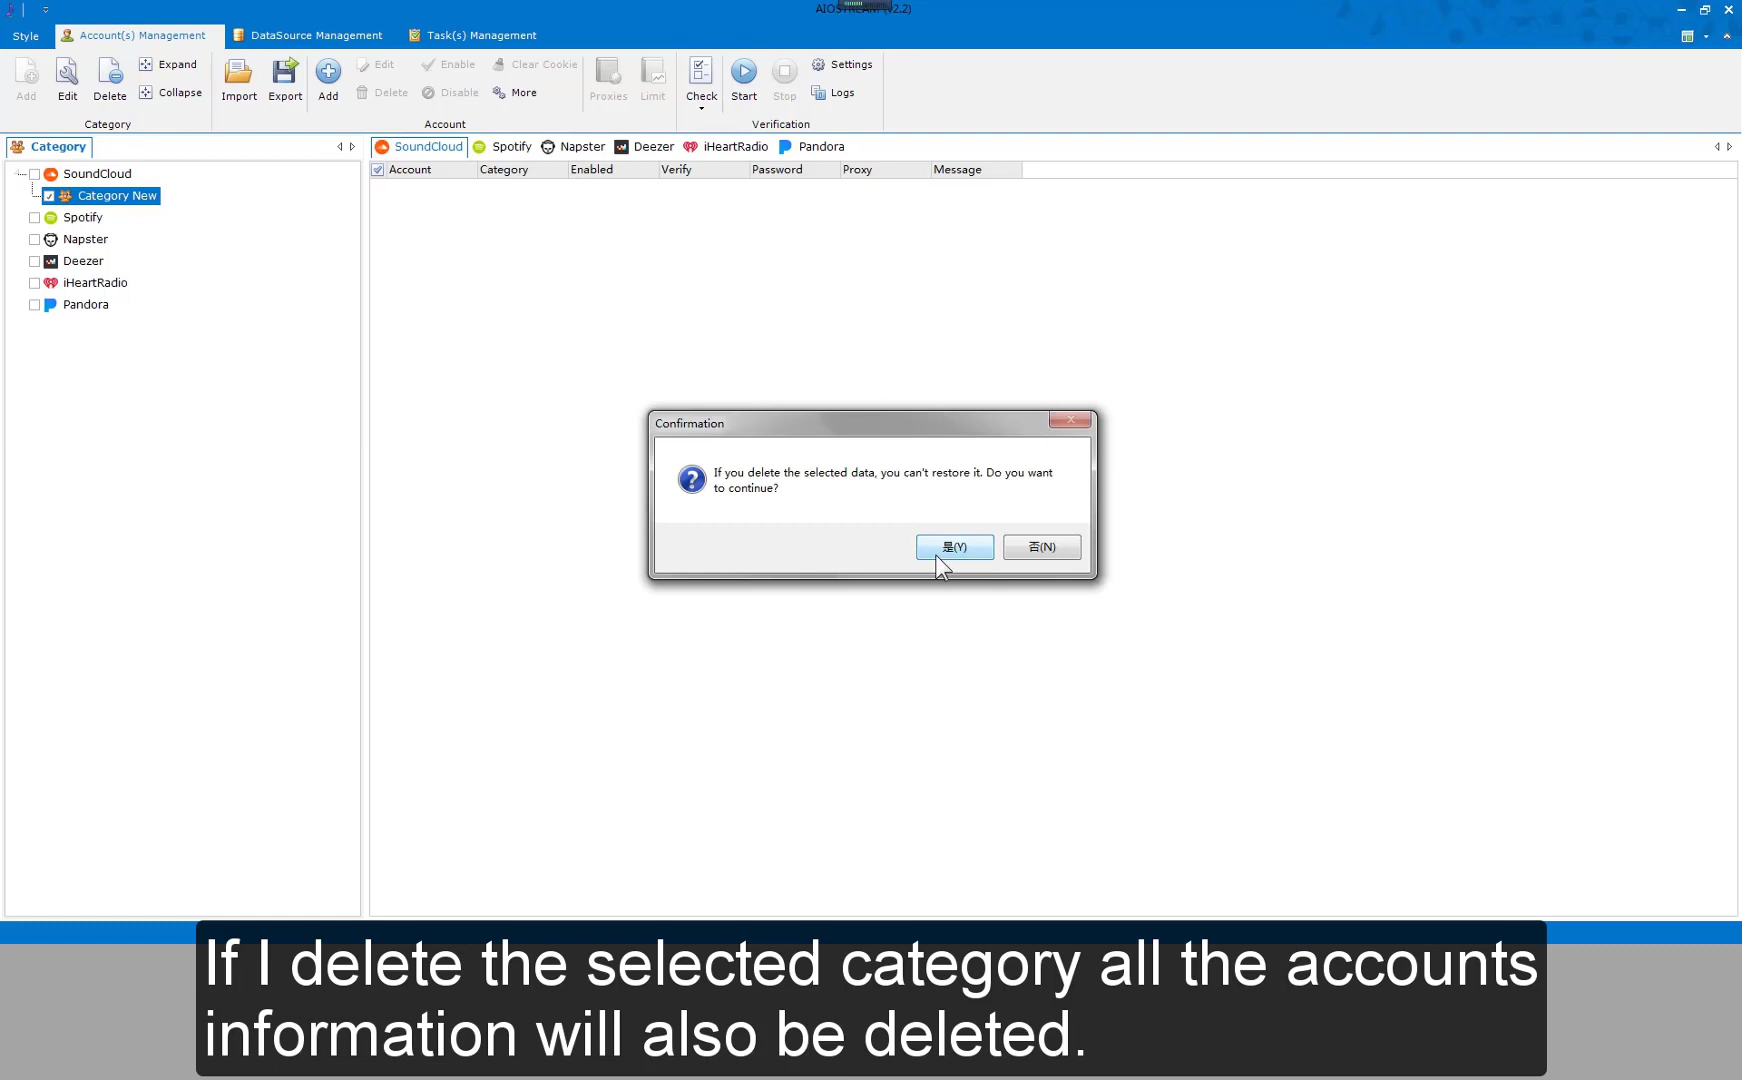 (v2.2)
Style
Account(s) Management
DataSource Management
Task(s) Management
Add
Edit
Delete
Expand
Collapse
Category
Import
Export
Add
Edit
Delete
Enable
Disable
Clear Cookie
More
Account
Proxies
Limit
Check
Start
Stop
Settings
Logs
Verification
Category
SoundCloud
Category New
Spotify
Napster
Deezer
iHeartRadio
Pandora
SoundCloud
Spotify
Napster
Deezer
iHeartRadio
Pandora
Account
Category
Enabled
Verify
Password
Proxy
Message
Confirmation
If you delete the selected data, you can't restore it. Do you want
to continue?
是(Y)
否(N)
If I delete the selected category all the accounts
information will also be deleted.